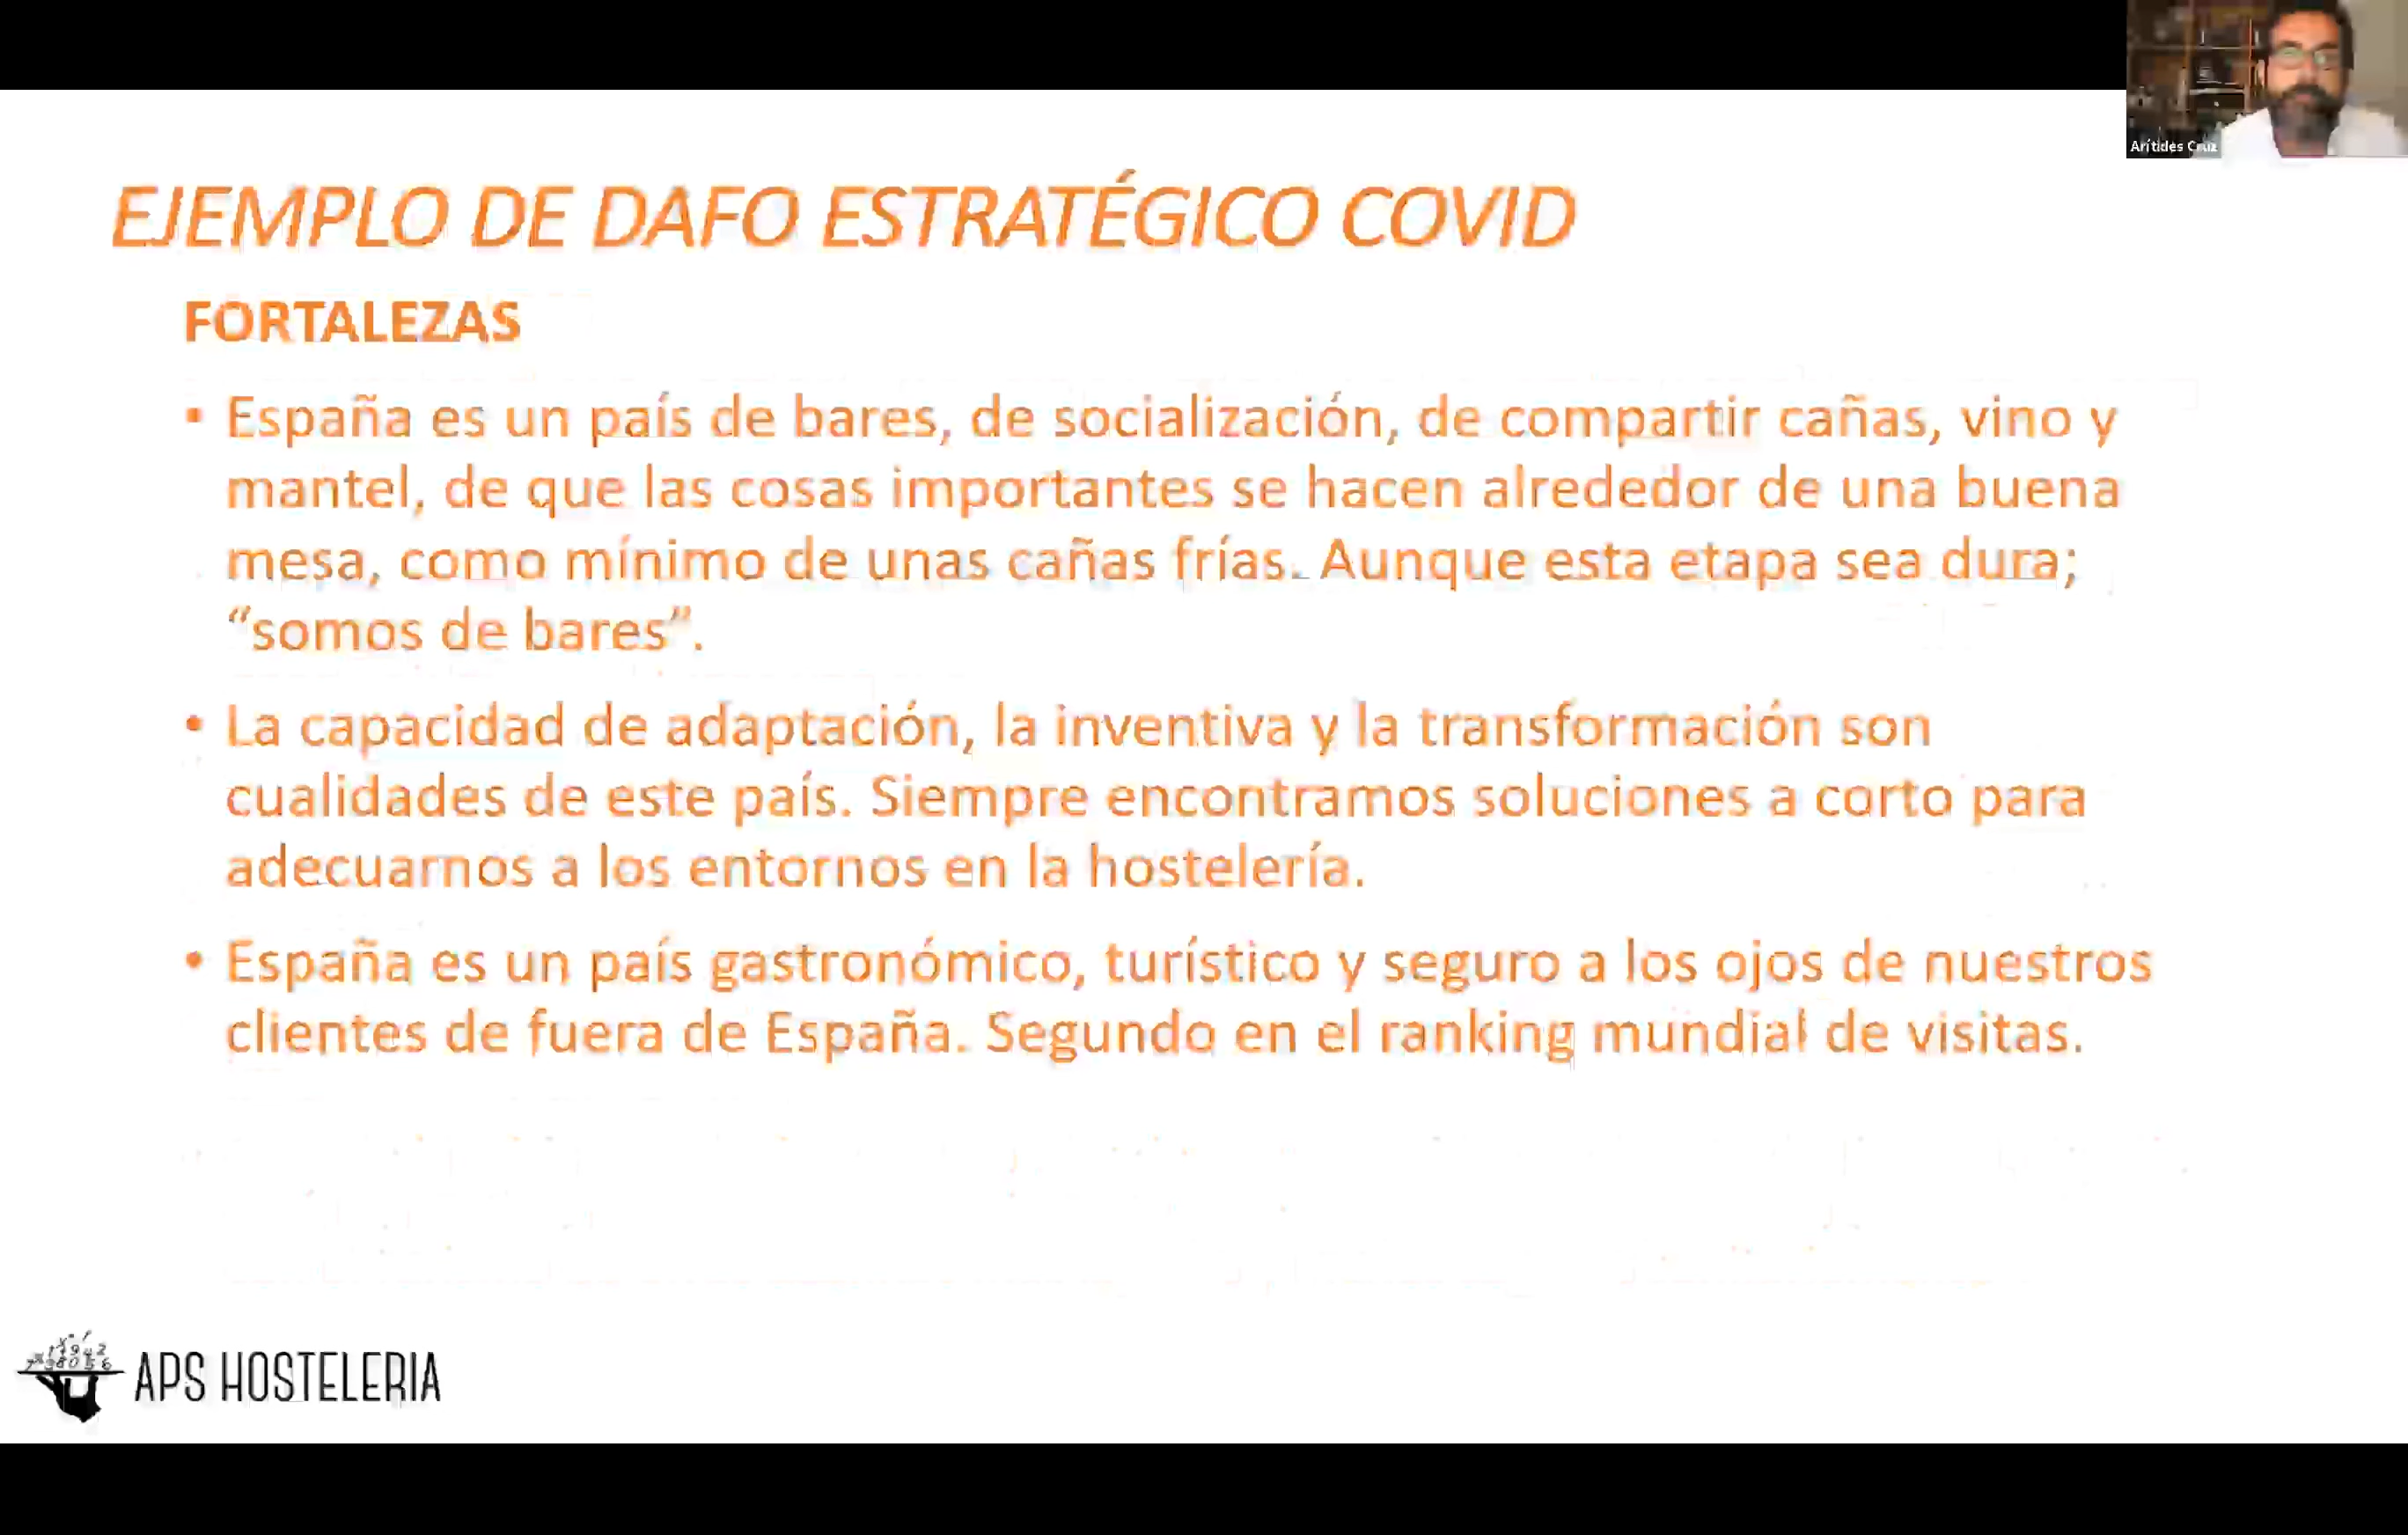 Arítides Cruz
EJEMPLO DE DAFO ESTRATÉGICO COVID
FORTALEZAS
• España es un país de bares, de socialización, de compartir cañas, vino y
mantel, de que las cosas importantes se hacen alrededor de una buena
mesa, como mínimo de unas cañas frías. Aunque esta etapa sea dura;
“somos de bares”.
• La capacidad de adaptación, la inventiva y la transformación son
cualidades de este país. Siempre encontramos soluciones a corto para
adecuarnos a los entornos en la hostelería.
• España es un país gastronómico, turístico y seguro a los ojos de nuestros
clientes de fuera de España. Segundo en el ranking mundial de visitas.
APS HOSTELERIA